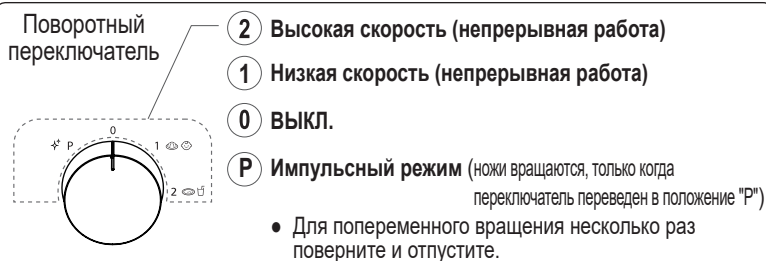 Поворотный
переключатель
2 Высокая скорость (непрерывная работа)
1 Низкая скорость (непрерывная работа)
0 ВЫКЛ.
P Импульсный режим (ножи вращаются, только когда
переключатель переведен в положение "P")
● Для попеременного вращения несколько раз
поверните и отпустите.
0
P 1
2